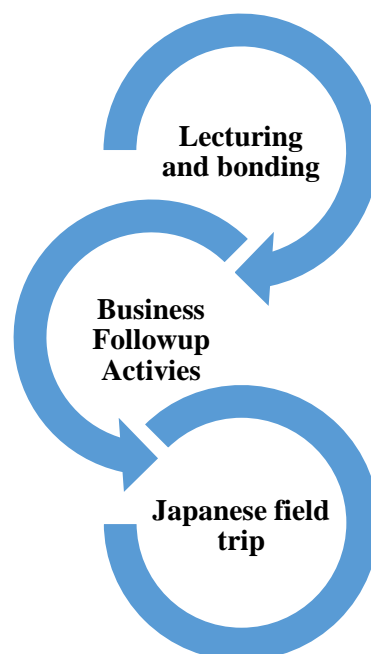 Lecturing
and bonding
Business
Followup
Activies
Japanese field
trip